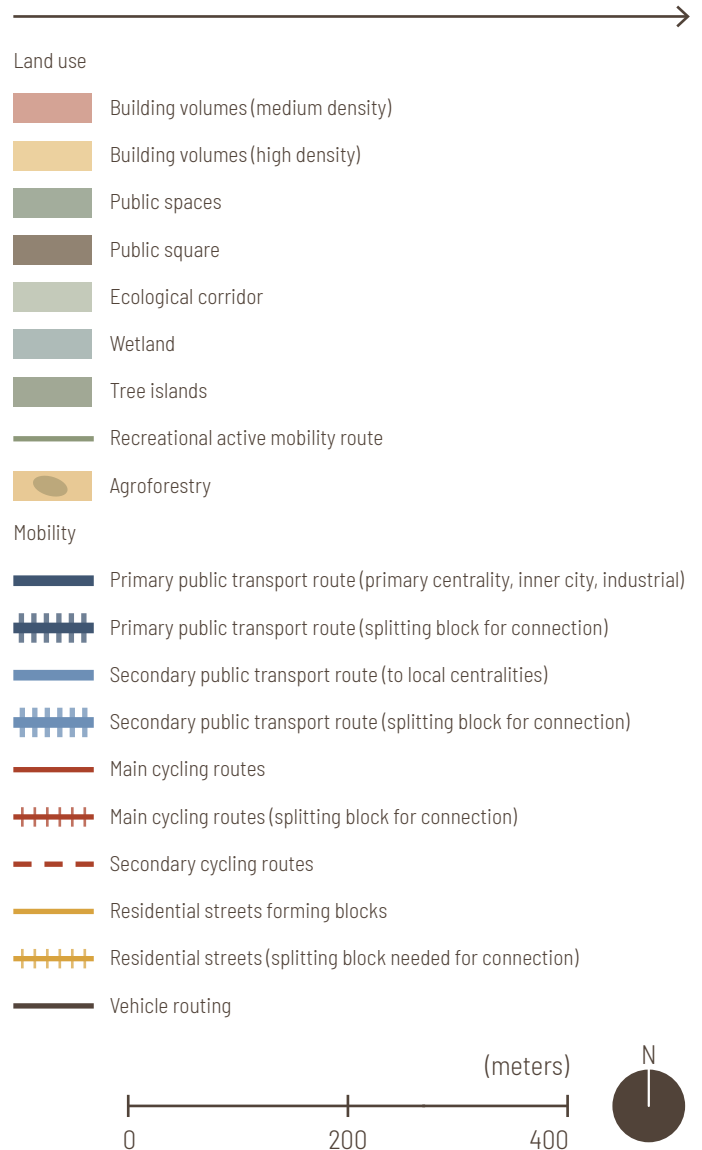 Land use
Building volumes (medium density)
Building volumes (high density)
Public spaces
Public square
Ecological corridor
Wetland
Tree islands
Recreational active mobility route
Agroforestry
Mobility
Primary public transport route (primary centrality, inner city, industrial)
Primary public transport route (splitting block for connection)
Secondary public transport route (to local centralities)
Secondary public transport route (splitting block for connection)
Main cycling routes
Main cycling routes (splitting block for connection)
Secondary cycling routes
Residential streets forming blocks
Residential streets (splitting block needed for connection)
Vehicle routing
(meters)
N
0 200 400